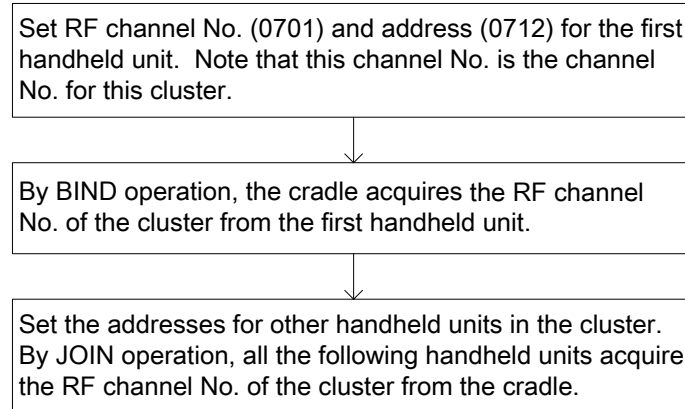 Set RF channel No. (0701) and address (0712) for the first
handheld unit.  Note that this channel No. is the channel
No. for this cluster.
By BIND operation, the cradle acquires the RF channel
No. of the cluster from the first handheld unit.
Set the addresses for other handheld units in the cluster.
By JOIN operation, all the following handheld units acquire
the RF channel No. of the cluster from the cradle.